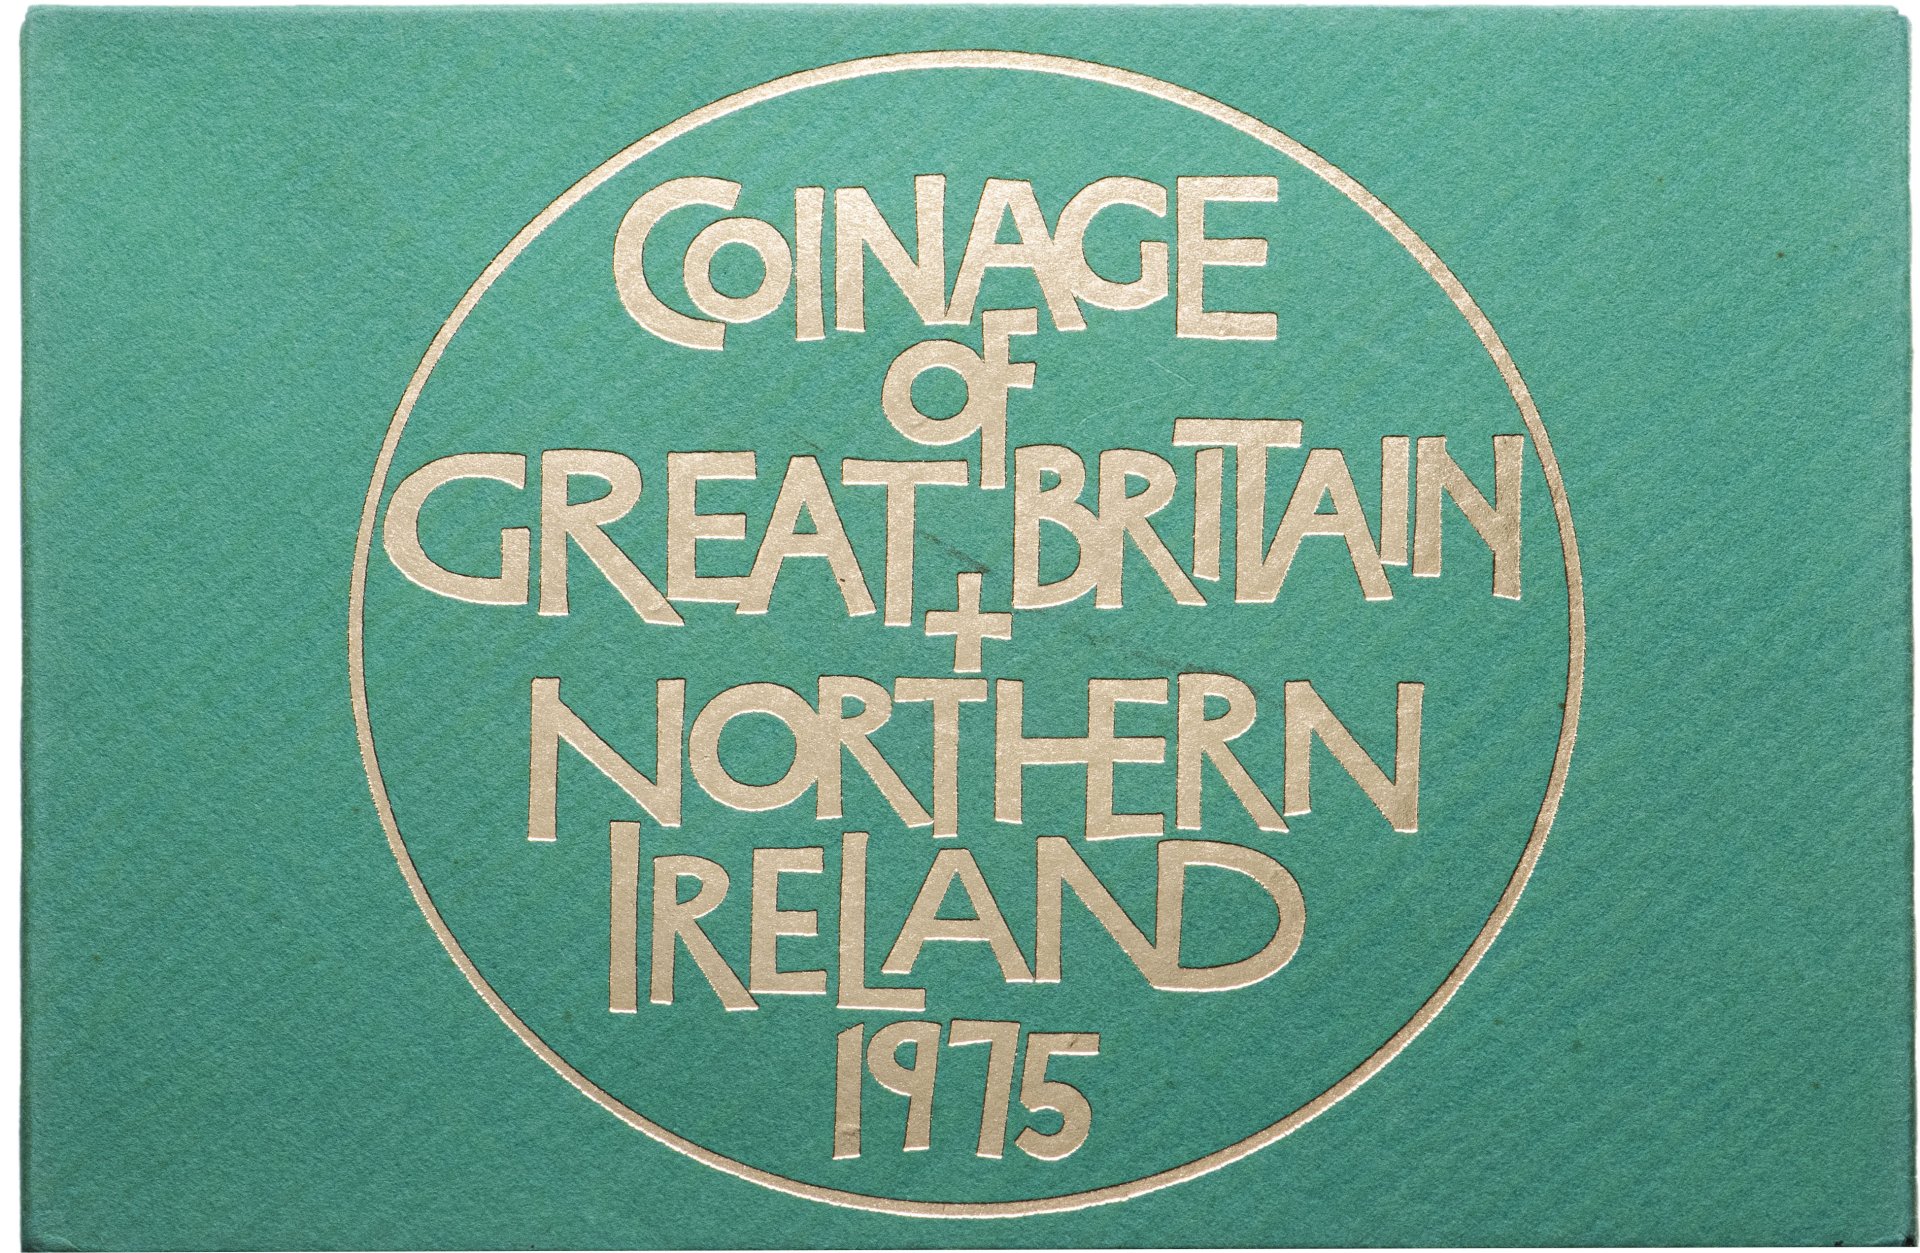 COINAGE
OF
GREAT BRITAIN
+
NORTHERN
IRELAND
1975